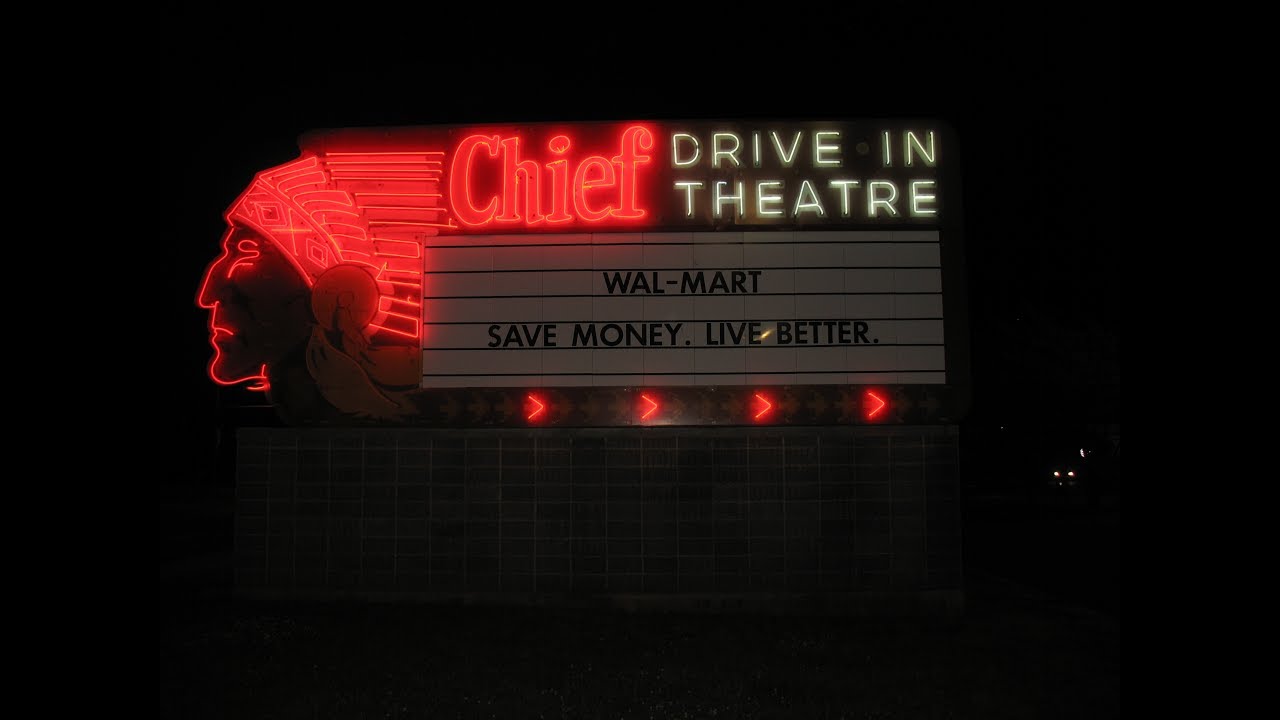 Chief DRIVE-IN
THEATRE
WAL-MART
SAVE MONEY. LIVE BETTER.